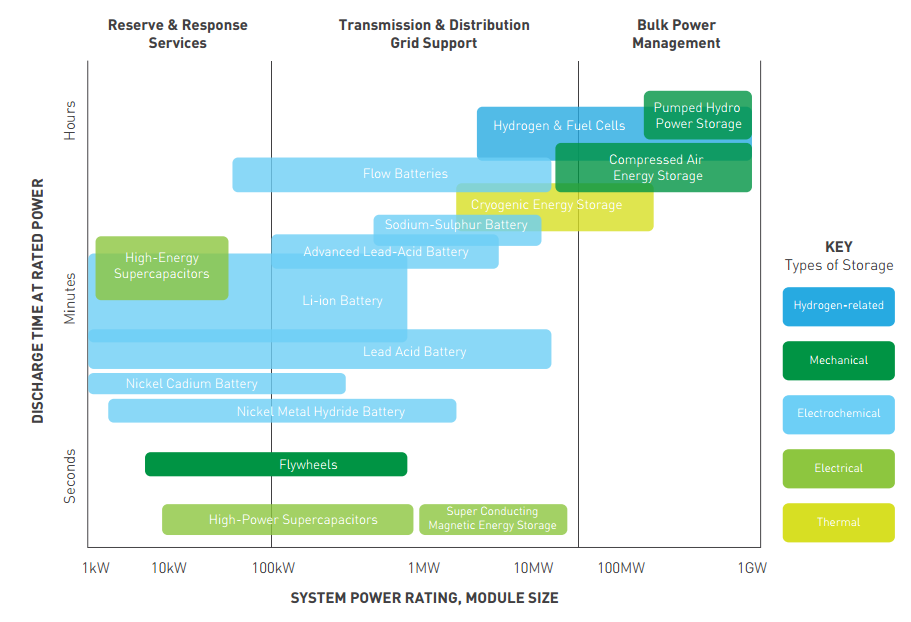 Reserve & Response
Services
Transmission & Distribution
Grid Support
Bulk Power
Management
DISCHARGE TIME AT RATED POWER
Hours
Minutes
Seconds
Pumped Hydro
Power Storage
Hydrogen & Fuel Cells
Compressed Air
Energy Storage
Flow Batteries
Cryogenic Energy Storage
Sodium-Sulphur Battery
Advanced Lead-Acid Battery
High-Energy
Supercapacitors
Li-ion Battery
Lead Acid Battery
Nickel Cadium Battery
Nickel Metal Hydride Battery
Flywheels
High-Power Supercapacitors
Super Conducting
Magnetic Energy Storage
1kW
10kW
100kW
1MW
10MW
100MW
1GW
SYSTEM POWER RATING, MODULE SIZE
KEY
Types of Storage
Hydrogen-related
Mechanical
Electrochemical
Electrical
Thermal